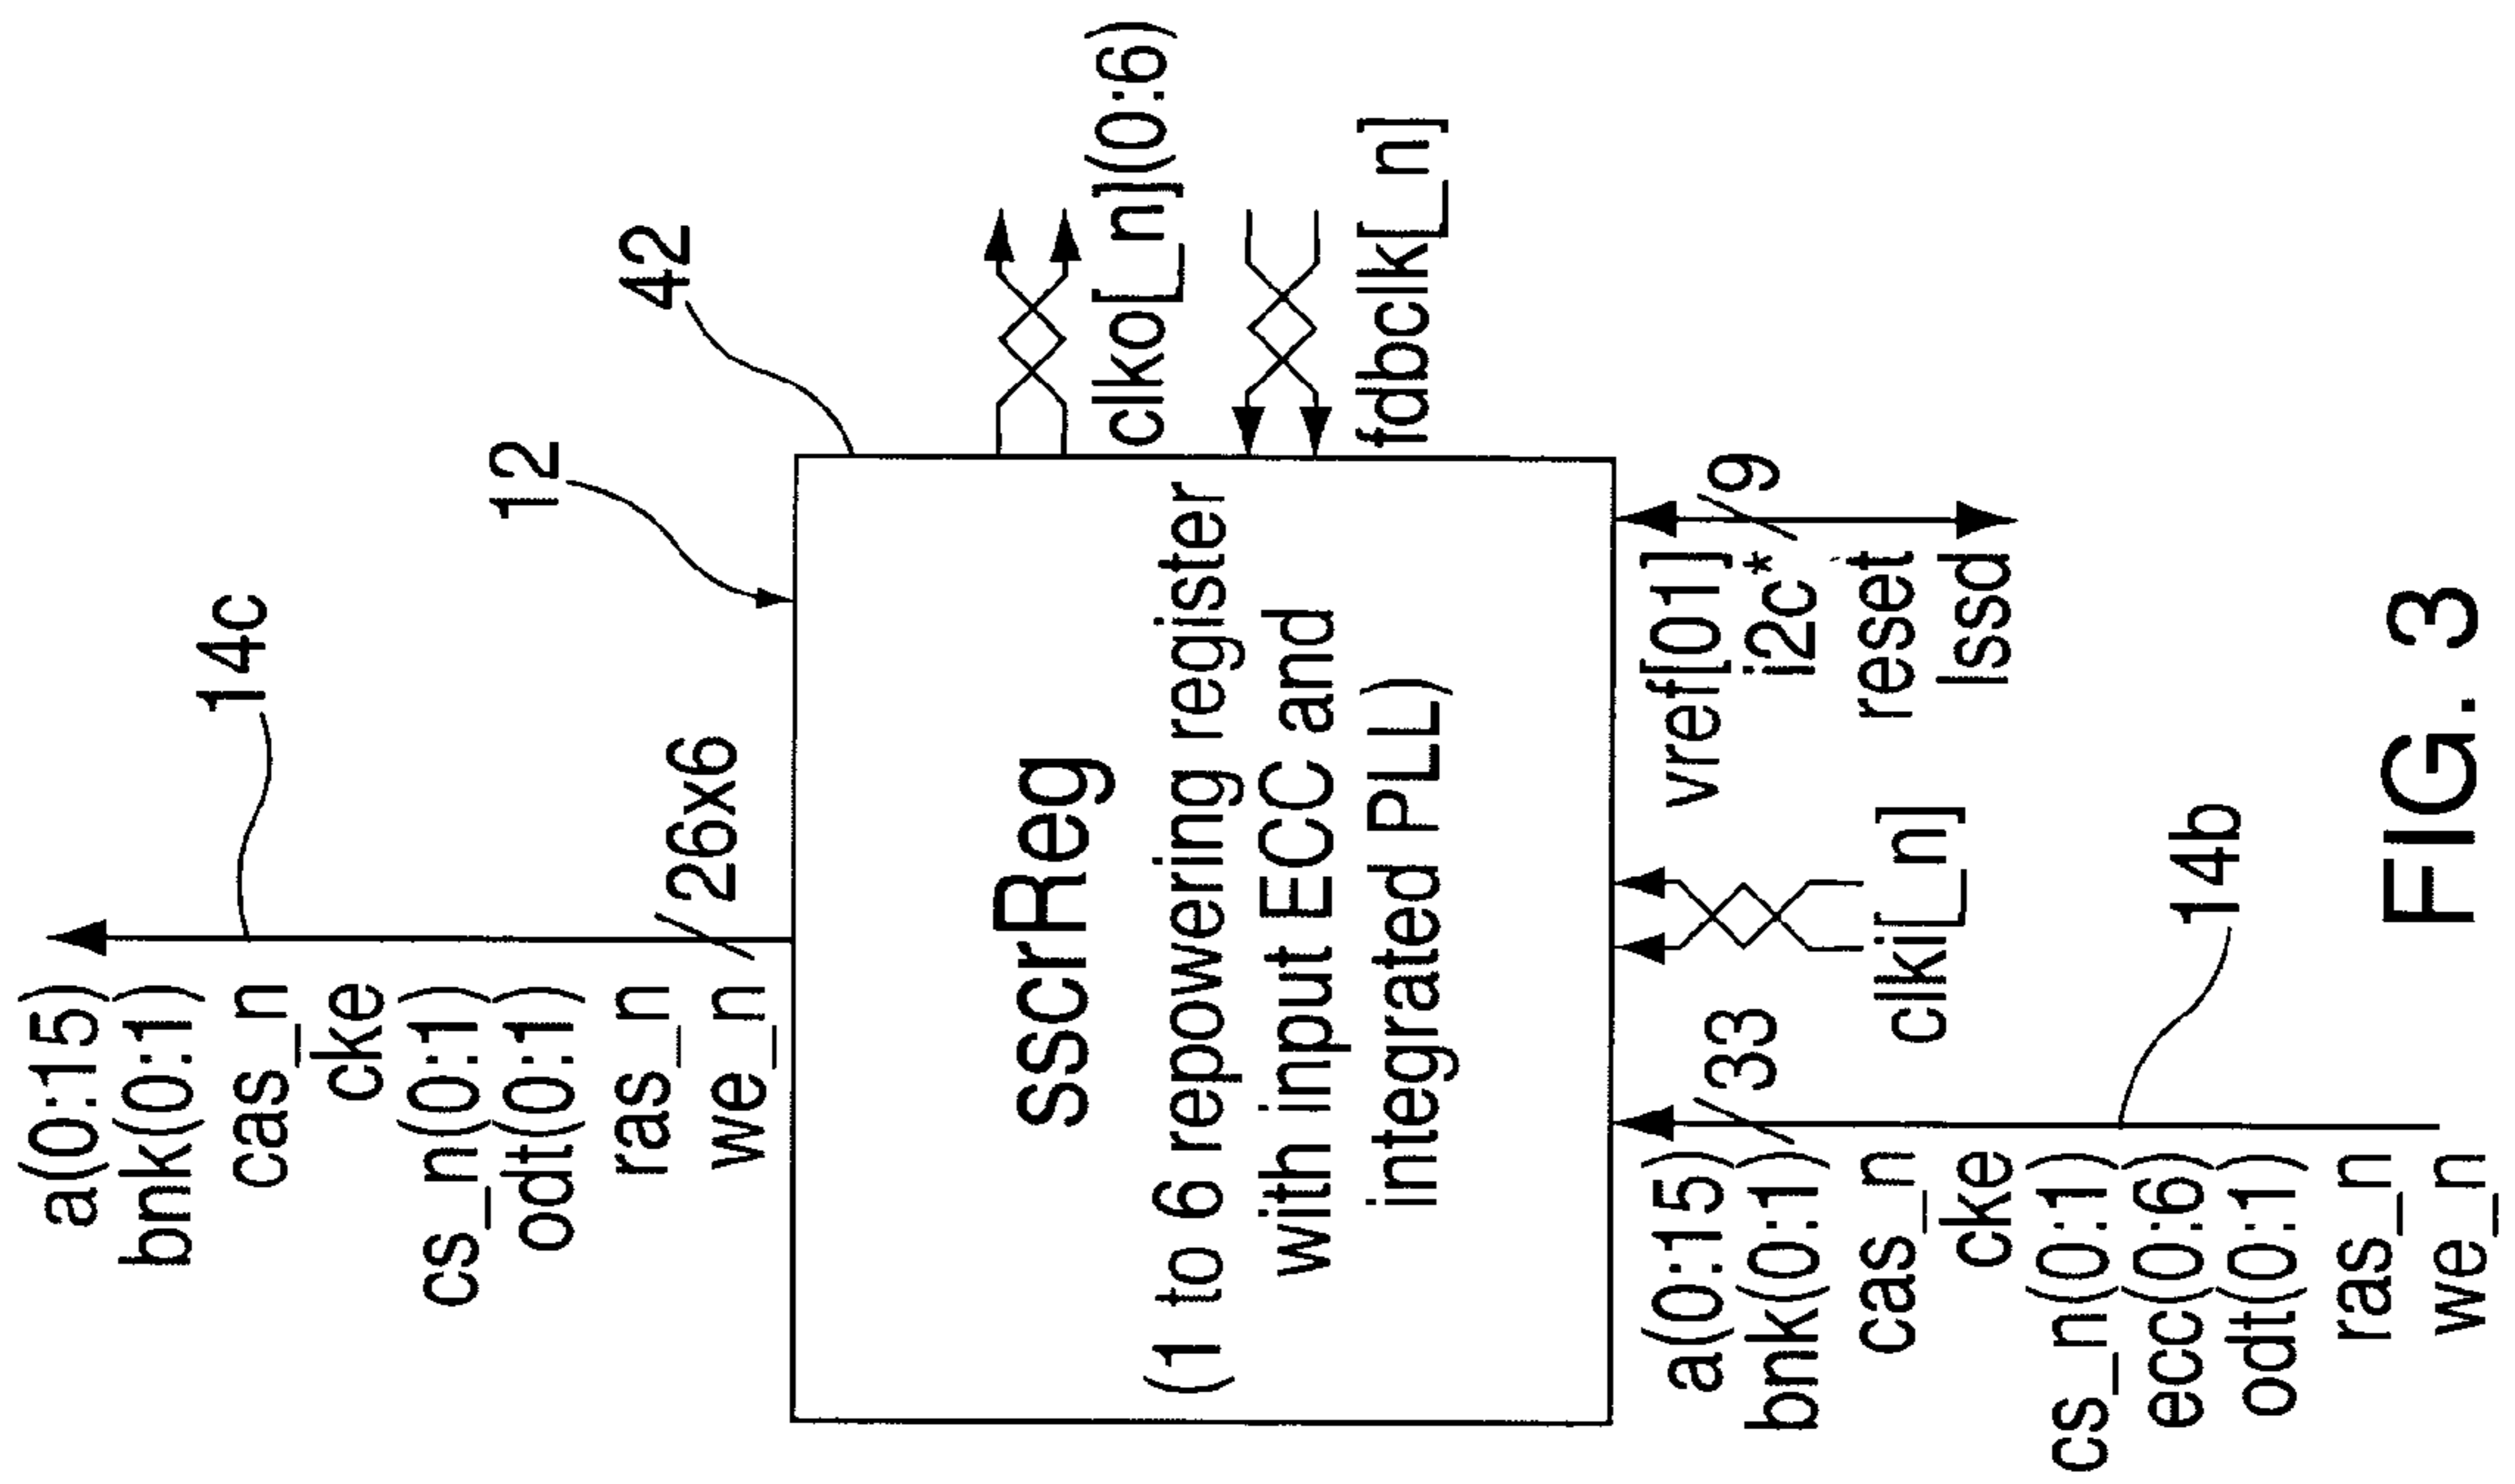 a(0:15)
bnk(0:1)
cas_n
cke
cs_n(0:1)
odt(0:1)
ras_n
we_n
14c
26x6
12
42
sscrReg
(1 to 6 repowering register
with input ECC and
integrated PLL)
clko[_n](0:6)
fdbclk[_n]
a(0:15)
bnk(0:1)
cas_n
cke
cs_n(0:1)
ecc(0:6)
odt(0:1)
ras_n
we_n
33
14b
clki[_n]
vref[01]
i2c*
reset
lssd
9
FIG. 3